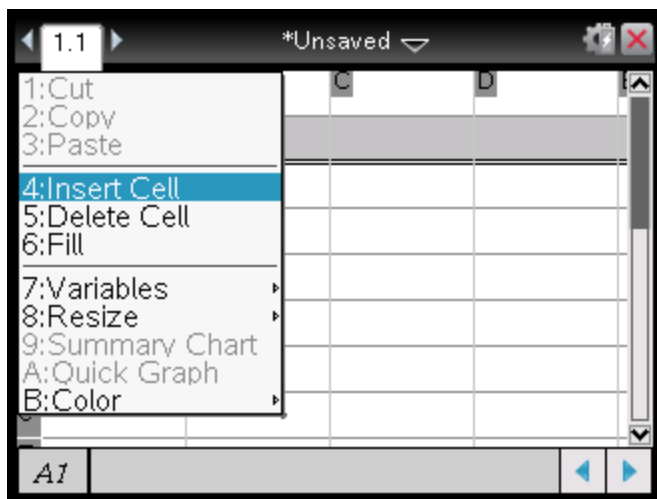 1.1 *Unsaved
C D
1:Cut
2:Copy
3:Paste
4:Insert Cell
5:Delete Cell
6:Fill
7:Variables
8:Resize
9:Summary Chart
A:Quick Graph
B:Color
A1